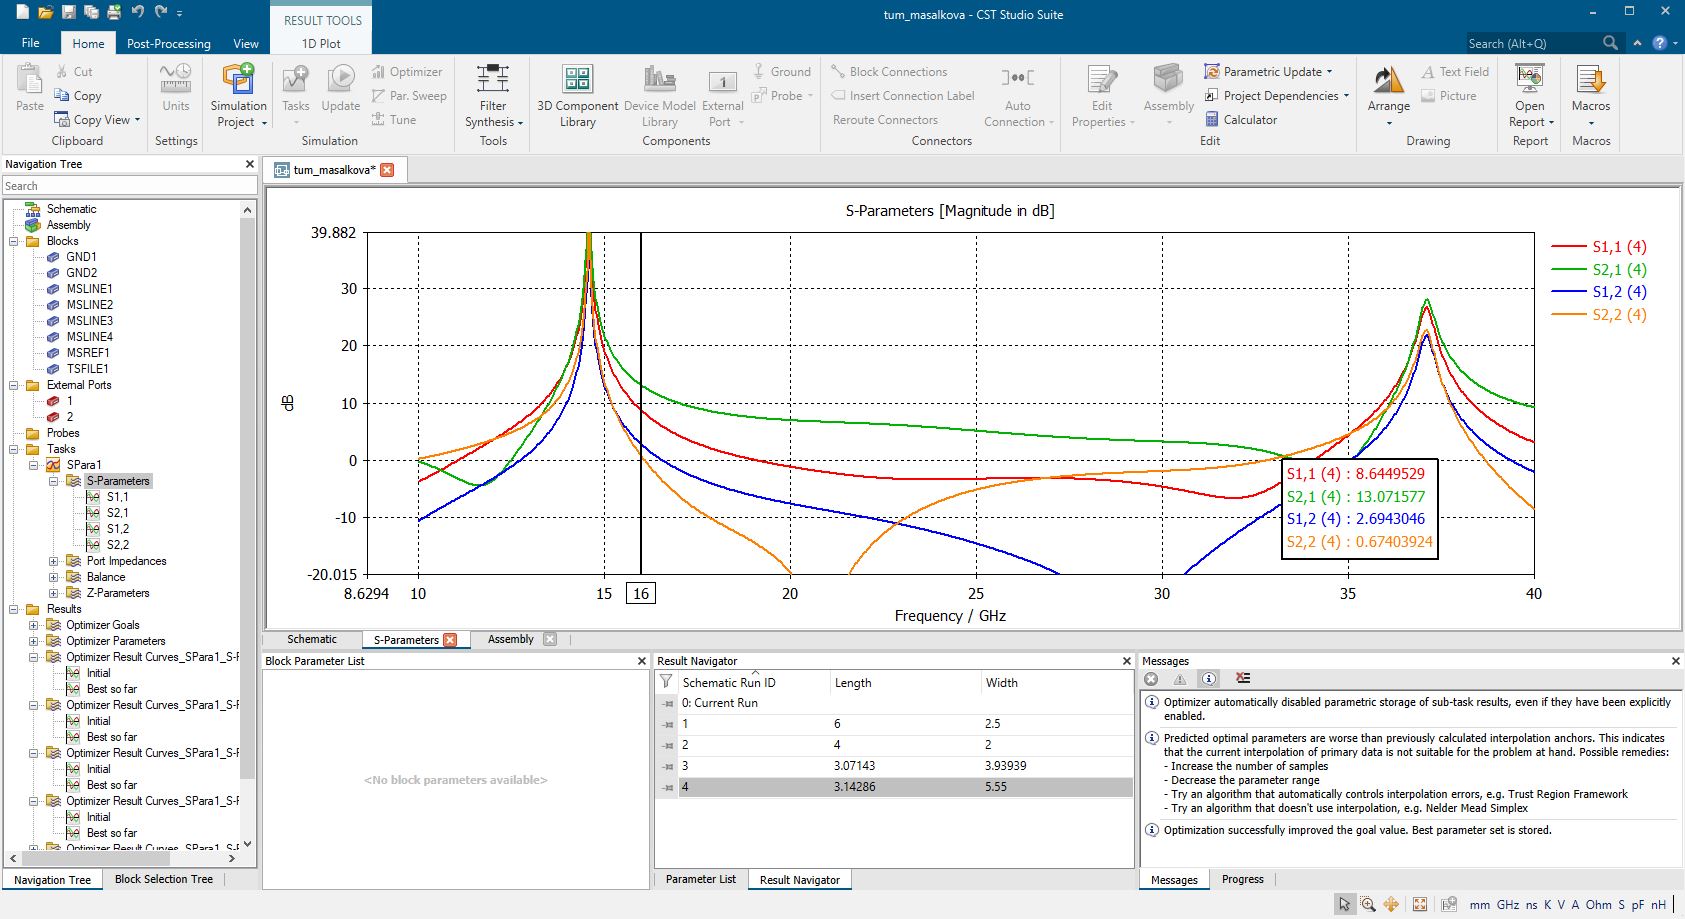 RESULT TOOLS
tum_masalkova - CST Studio Suite
File
Home
Post-Processing
View
1D Plot
Search (Alt+Q)
Paste
Cut
Copy
Copy View
Clipboard
Units
Settings
Simulation Project
Tasks
Update
Optimizer
Par. Sweep
Tune
Simulation
Filter Synthesis
Tools
3D Component Library
Device Model Library
External Port
Ground
Probe
Components
Block Connections
Insert Connection Label
Reroute Connectors
Auto Connection
Connectors
Edit Properties
Assembly
Parametric Update
Project Dependencies
Calculator
Edit
Arrange
Text Field
Picture
Drawing
Open Report
Report
Macros
Macros
Navigation Tree
Search
Schematic
Assembly
Blocks
GND1
GND2
MSLINE1
MSLINE2
MSLINE3
MSLINE4
MSREF1
TSFILE1
External Ports
1
2
Probes
Tasks
SPara1
S-Parameters
S1,1
S2,1
S1,2
S2,2
Port Impedances
Balance
Z-Parameters
Results
Optimizer Goals
Optimizer Parameters
Optimizer Result Curves_SPara1_S-F
Initial
Best so far
Optimizer Result Curves_SPara1_S-F
Initial
Best so far
Optimizer Result Curves_SPara1_S-F
Initial
Best so far
Optimizer Result Curves_SPara1_S-F
Initial
Best so far
Optimizer Result Curves_SPara1_S-F
Navigation Tree
Block Selection Tree
tum_masalkova*
S-Parameters [Magnitude in dB]
39.882
30
20
10
0
-10
-20.015
dB
8.6294
10
15
16
20
25
30
35
40
Frequency / GHz
S1,1 (4)
S2,1 (4)
S1,2 (4)
S2,2 (4)
S1,1 (4) : 8.6449529
S2,1 (4) : 13.071577
S1,2 (4) : 2.6943046
S2,2 (4) : 0.67403924
Schematic
S-Parameters
Assembly
Block Parameter List
<No block parameters available>
Result Navigator
Schematic Run ID Length Width
0: Current Run
1 6 2.5
2 4 2
3 3.07143 3.93939
4 3.14286 5.55
Parameter List
Result Navigator
Messages
Optimizer automatically disabled parametric storage of sub-task results, even if they have been explicitly
enabled.
Predicted optimal parameters are worse than previously calculated interpolation anchors. This indicates
that the current interpolation of primary data is not suitable for the problem at hand. Possible remedies:
- Increase the number of samples
- Decrease the parameter range
- Try an algorithm that automatically controls interpolation errors, e.g. Trust Region Framework
- Try an algorithm that doesn't use interpolation, e.g. Nelder Mead Simplex
Optimization successfully improved the goal value. Best parameter set is stored.
Messages
Progress
mm GHz ns K V A Ohm S pF nH